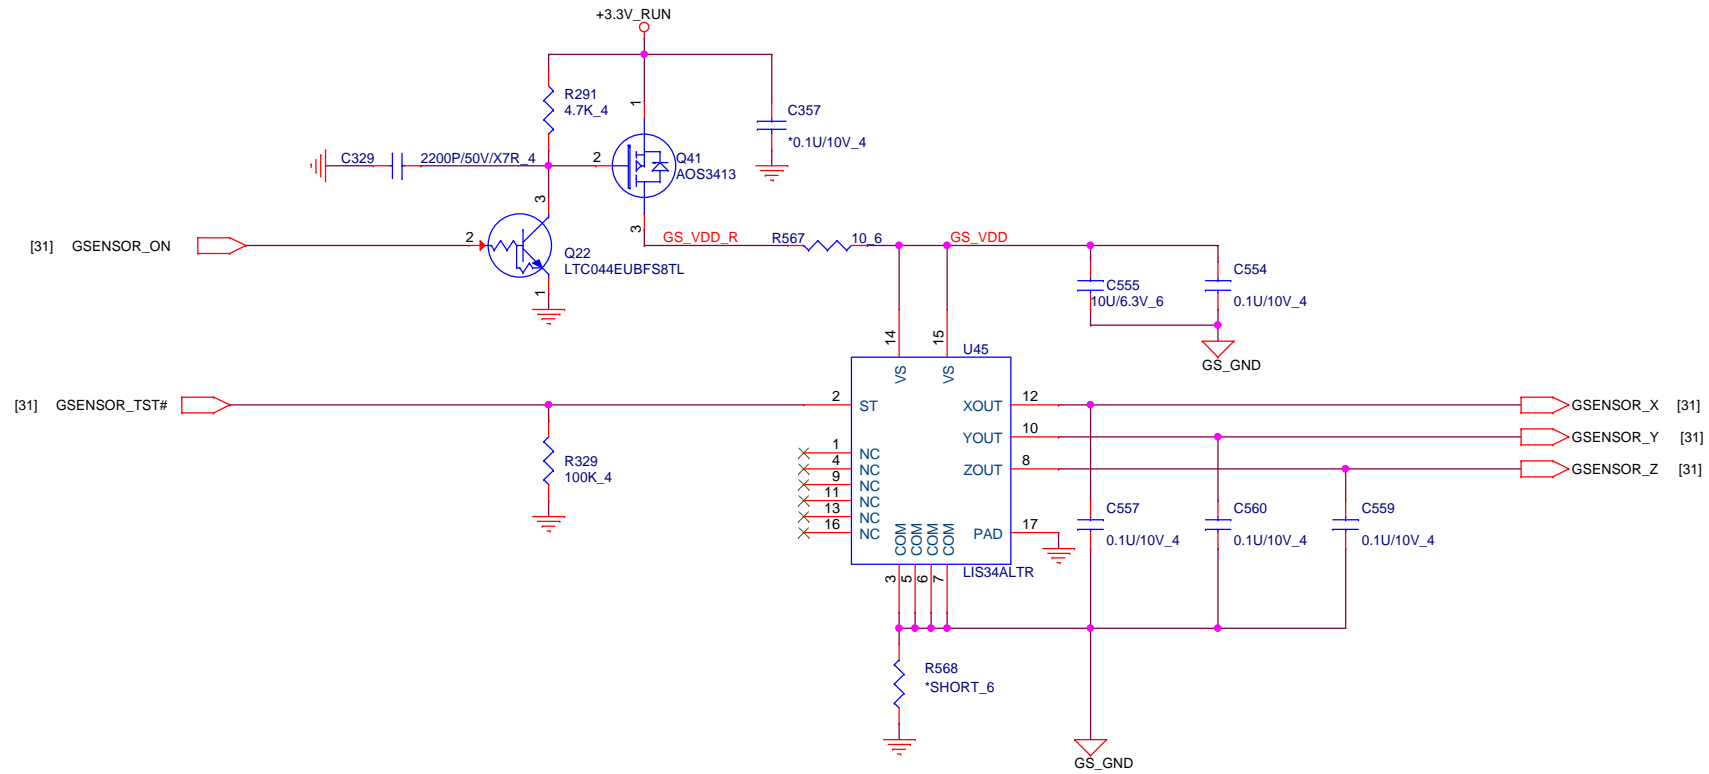 +3.3V_RUN
R291
4.7K_4
1
C357
*0.1U/10V_4
C329
2200P/50V/X7R_4
2
Q41
AOS3413
3
3
[31] GSENSOR_ON
2
Q22
LTC044EUBFS8TL
1
GS_VDD_R
R567
10_6
GS_VDD
C555
10U/6.3V_6
C554
0.1U/10V_4
GS_GND
14
15
U45
VS
VS
[31] GSENSOR_TST#
2
ST
XOUT
12
GSENSOR_X [31]
YOUT
10
GSENSOR_Y [31]
ZOUT
8
GSENSOR_Z [31]
R329
100K_4
1
NC
4
NC
9
NC
11
NC
13
NC
16
NC
COM
COM
COM
COM
PAD
17
LIS34ALTR
3
5
6
7
C557
0.1U/10V_4
C560
0.1U/10V_4
C559
0.1U/10V_4
R568
*SHORT_6
GS_GND